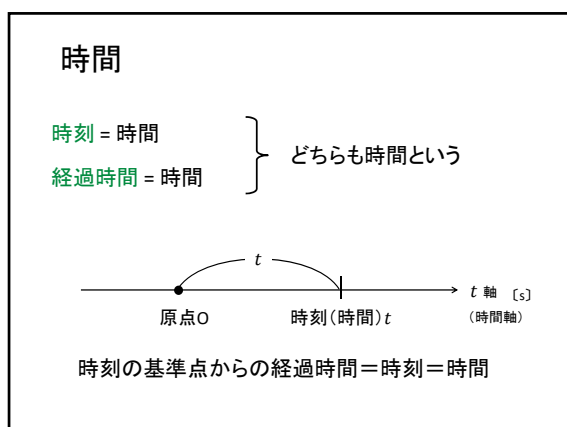 時間
時刻 = 時間
経過時間 = 時間
どちらも時間という
t
t 軸 〔s〕
(時間軸)
原点O
時刻(時間)t
時刻の基準点からの経過時間＝時刻＝時間